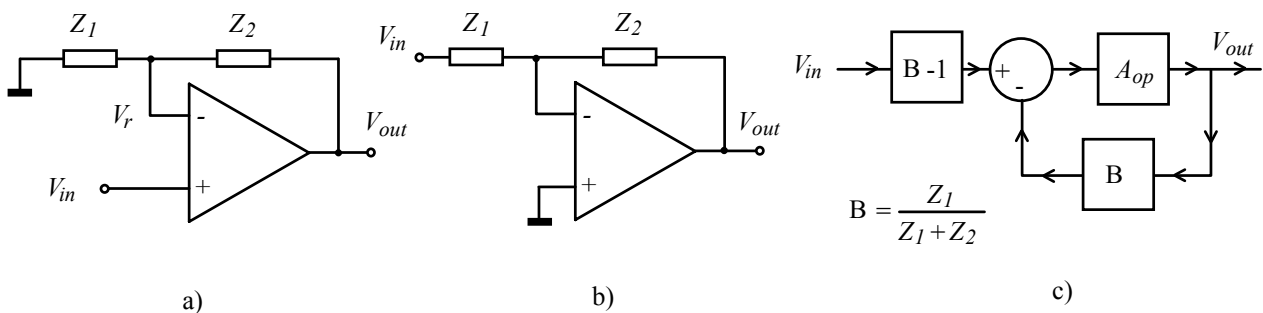 Z1
Z2
Vr
-
+
Vin
Vout
a)
Vin
Z1
Z2
-
+
Vout
b)
Vin
B -1
+
-
Aop
Vout
B
B = Z1 / Z1+Z2
c)